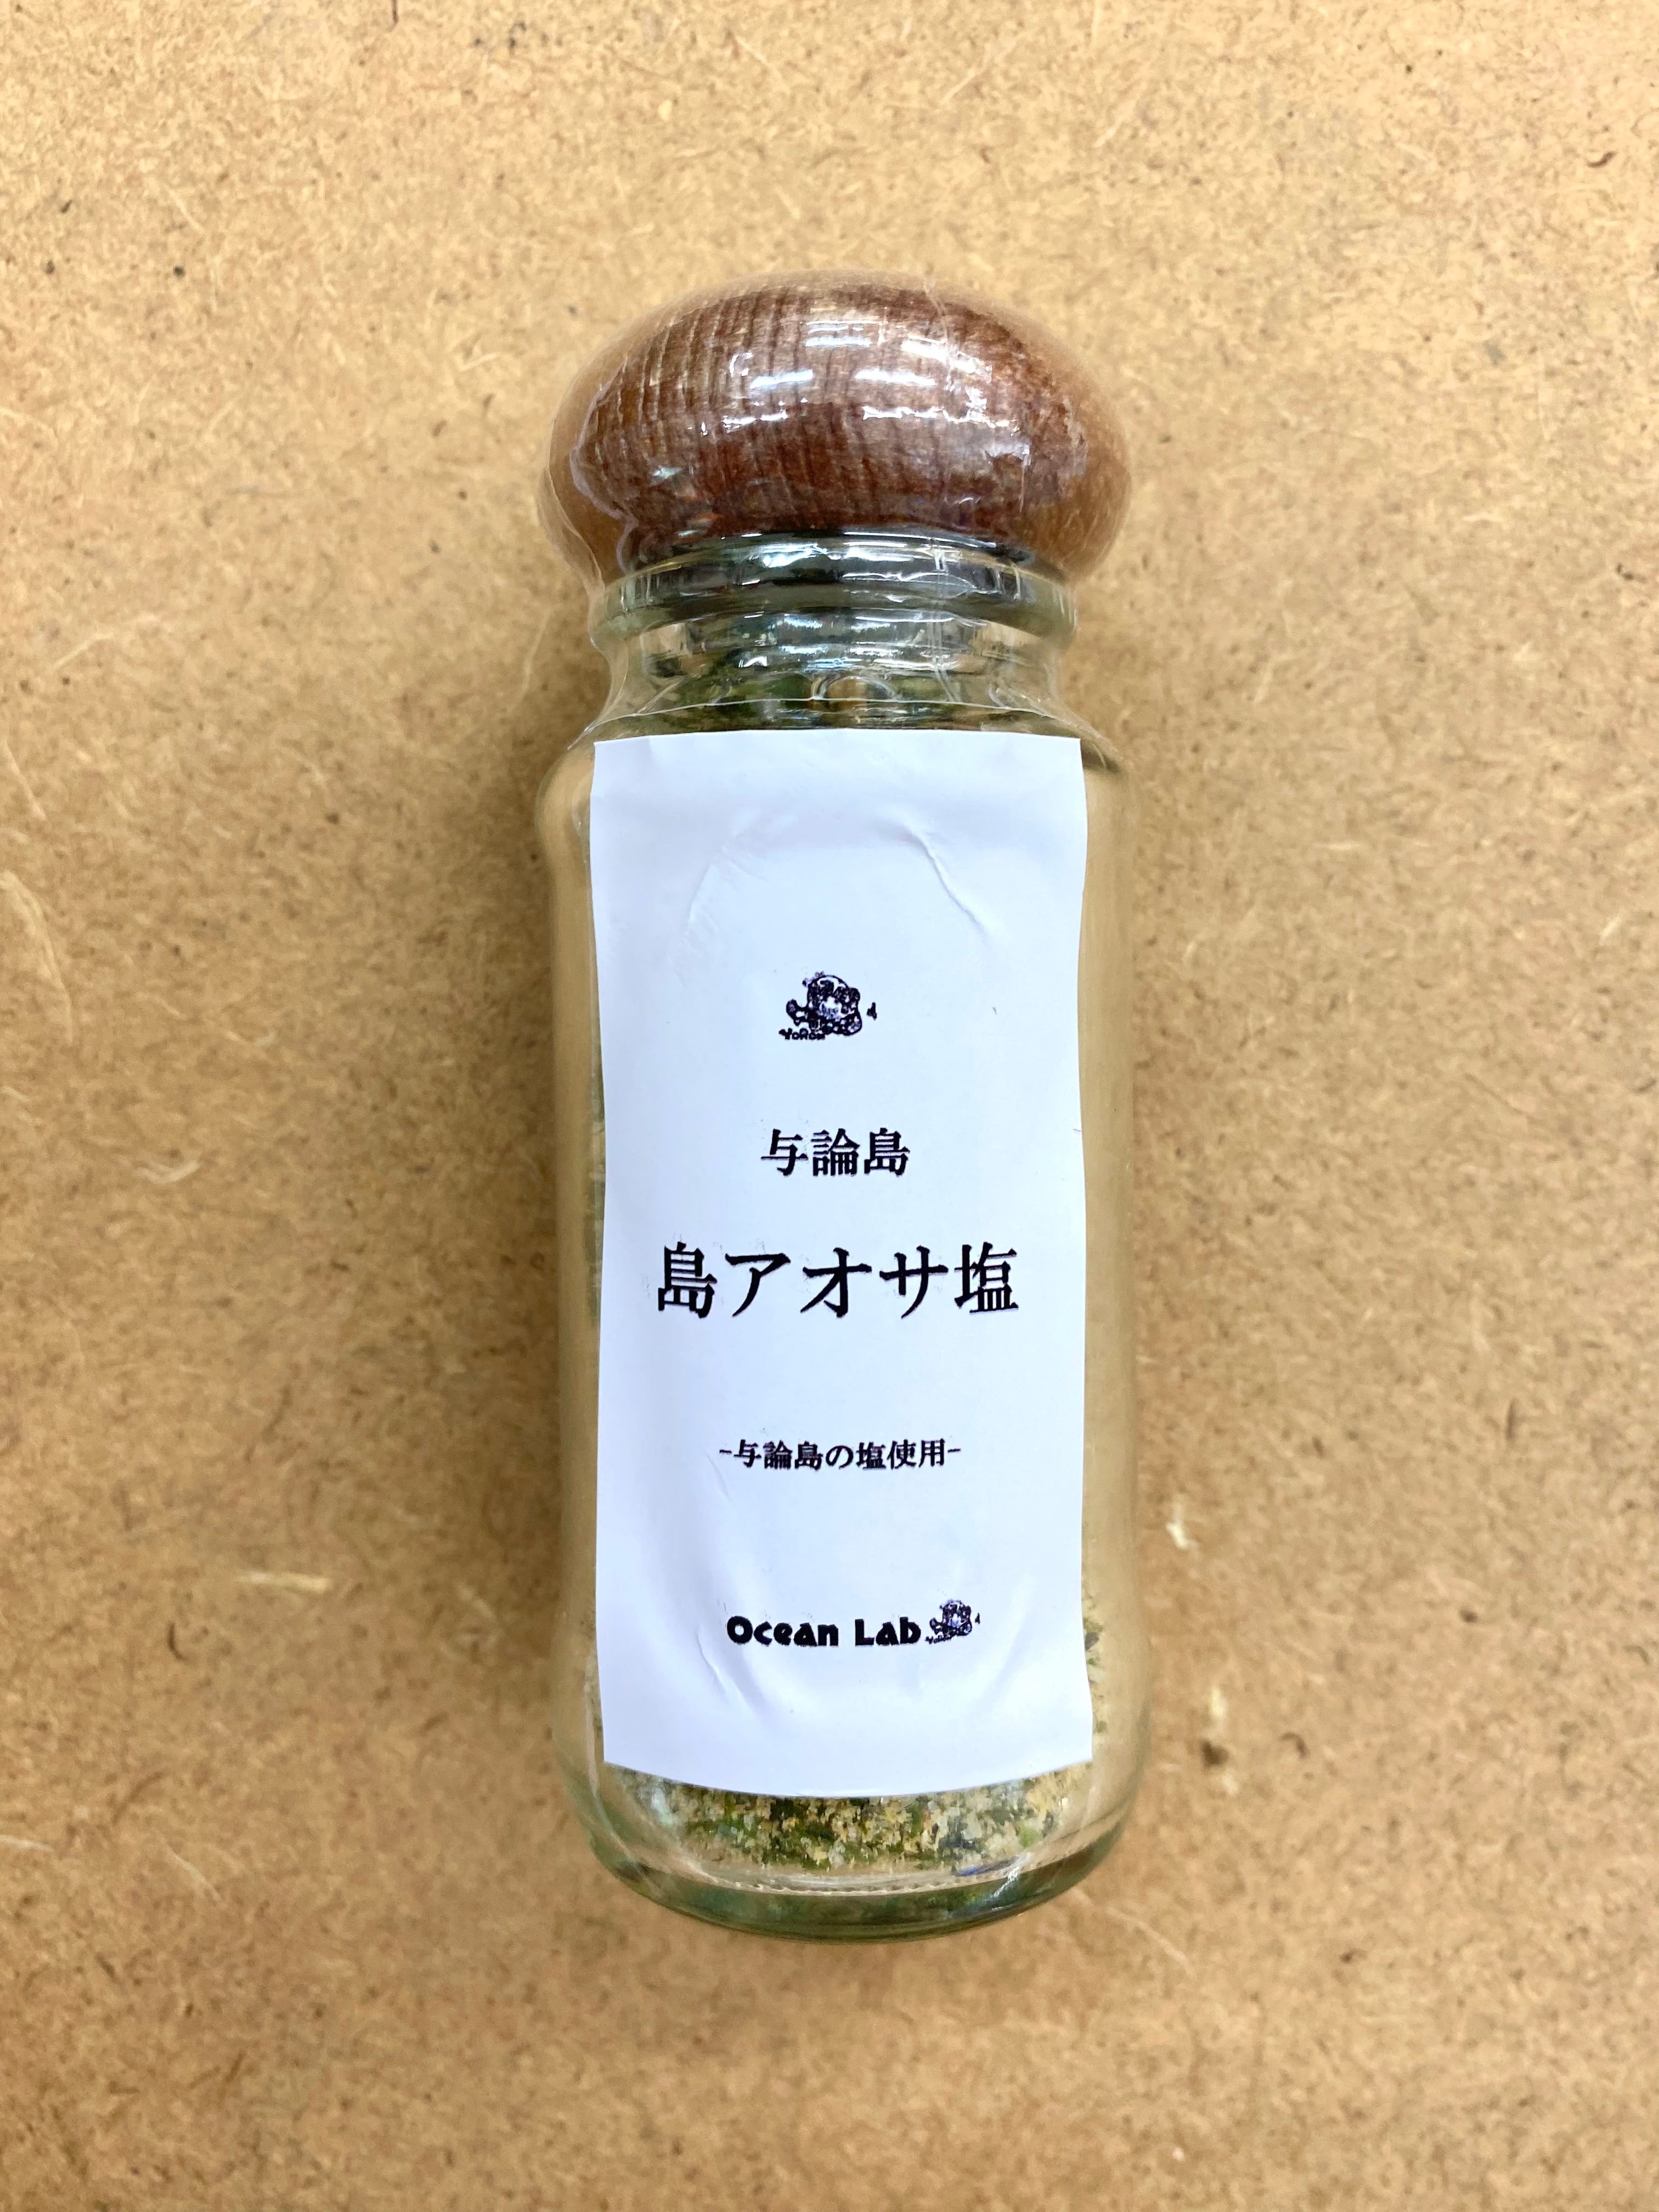 与論島
島アオサ塩
-与論島の塩使用-
Ocean Lab